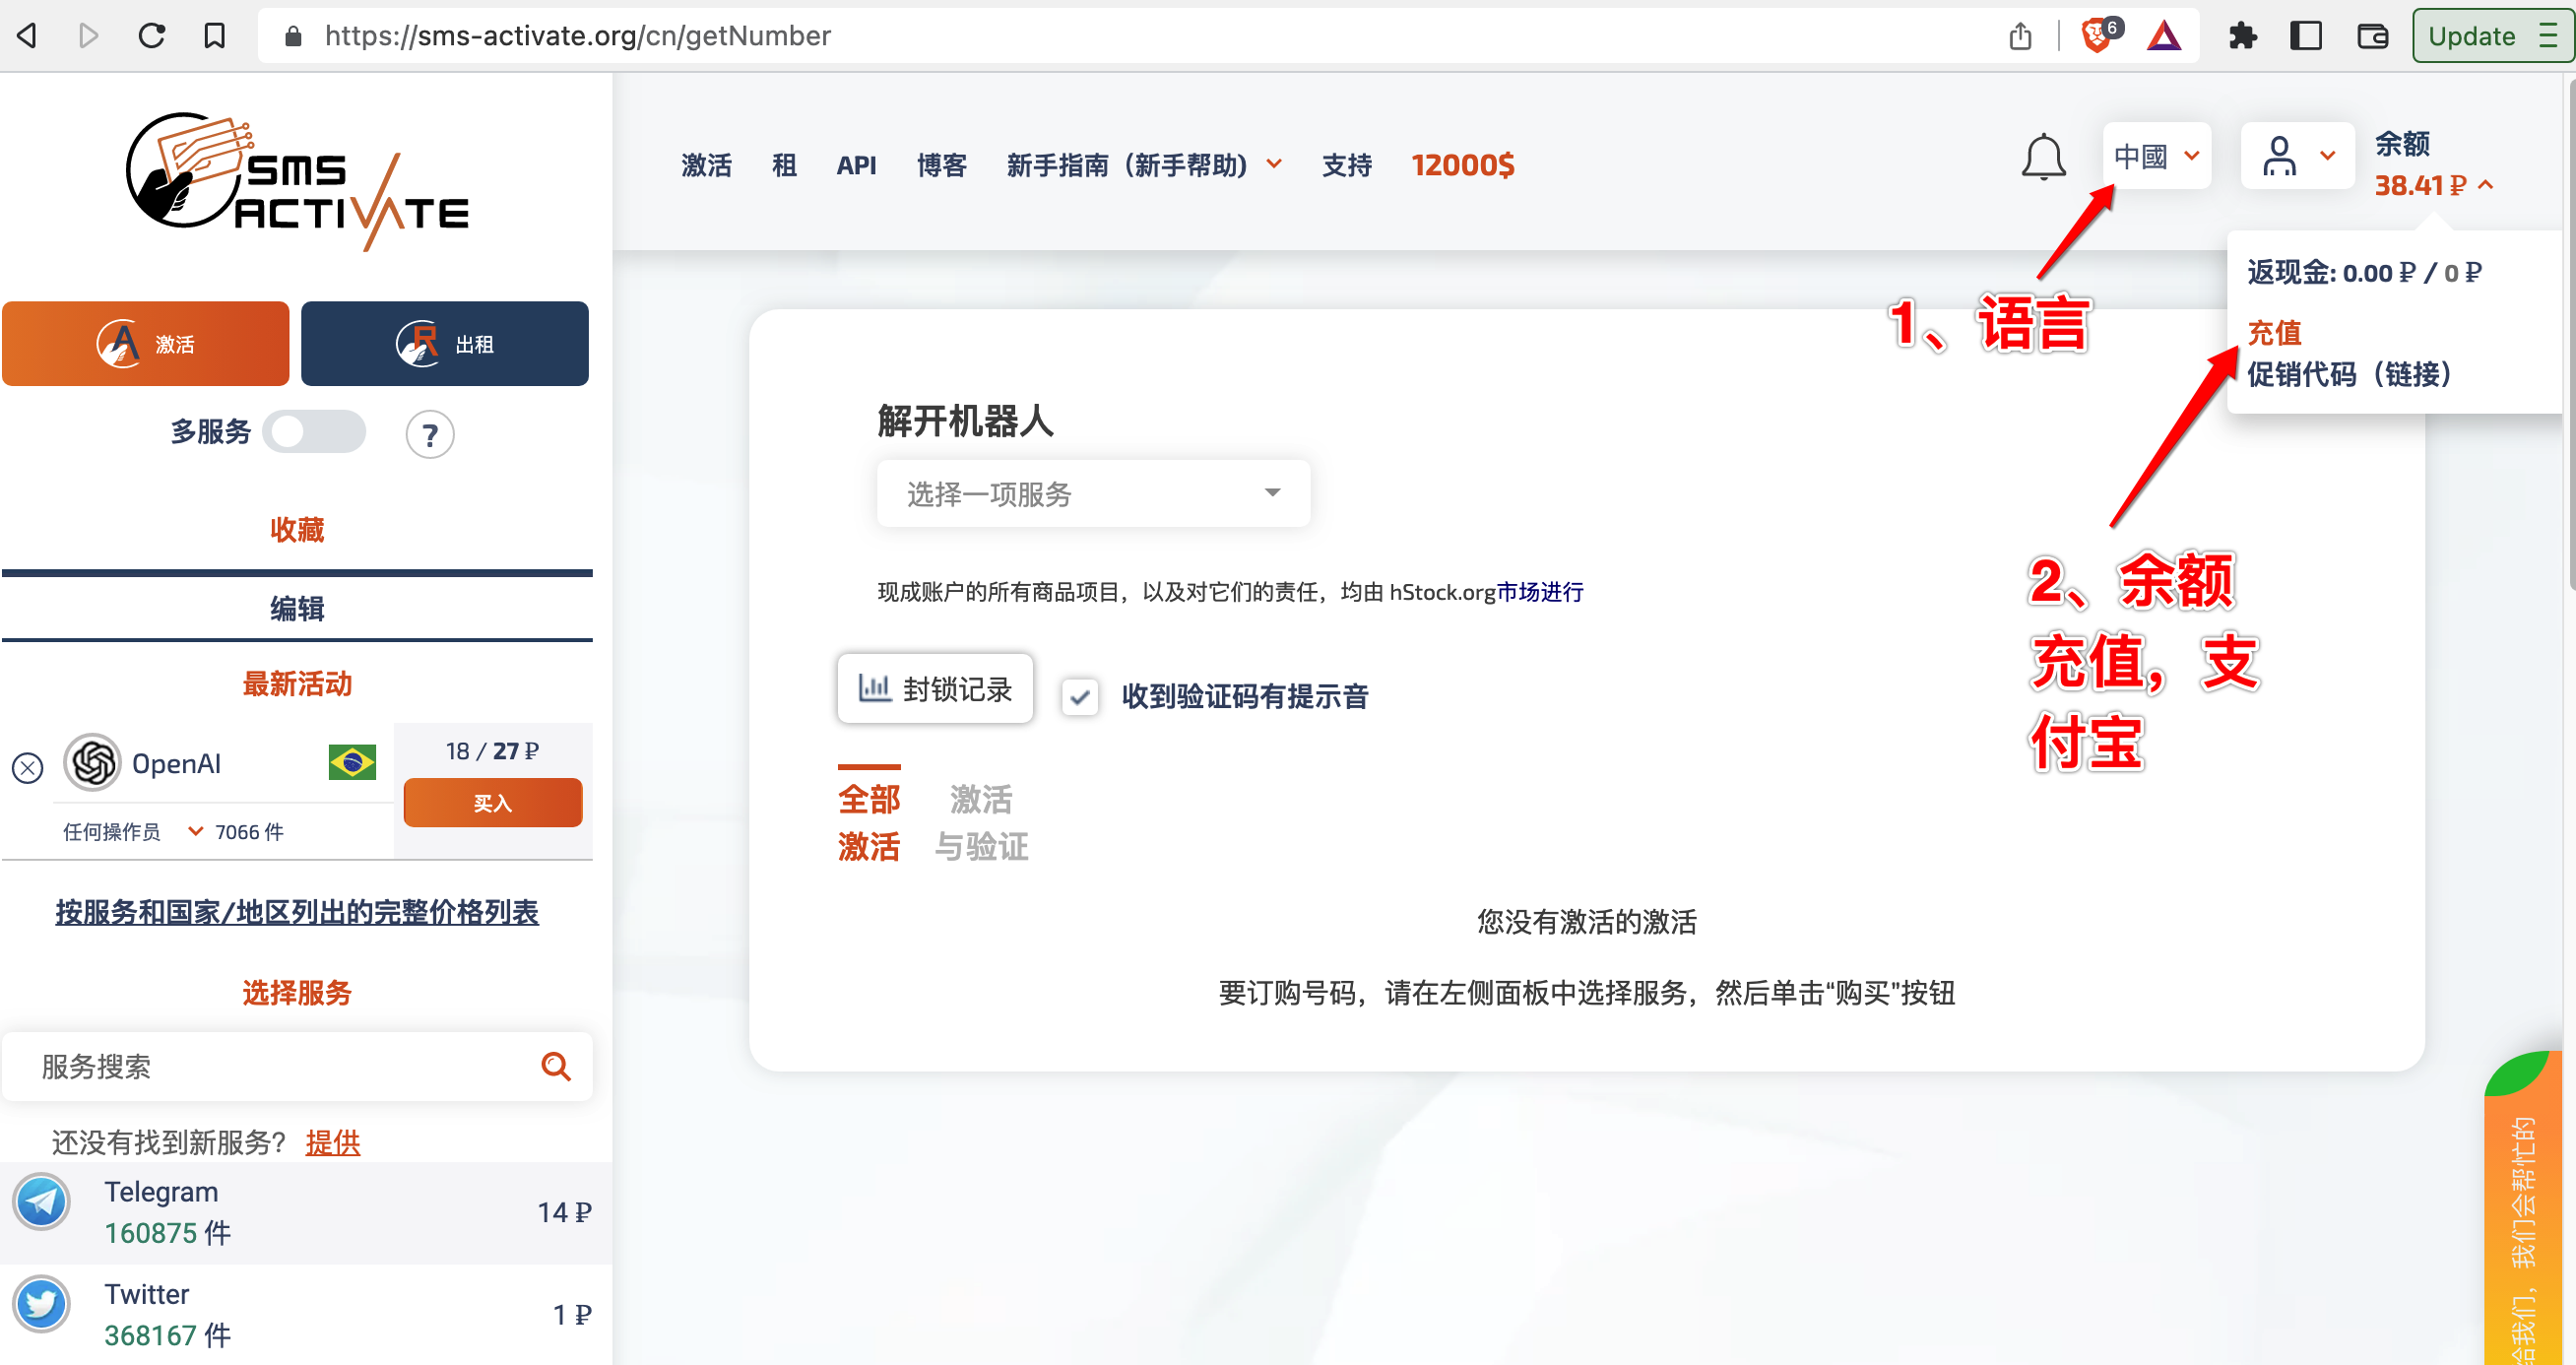 https://sms-activate.org/cn/getNumber
6
Update
SMS
ACTIVATE
激活
租
API
博客
新手指南（新手帮助)
支持
12000$
中國
余额
38.41 ₽
返现金: 0.00 ₽ / 0 ₽
充值
促销代码（链接）
1、语言
2、余额
充值，支
付宝
A 激活
R 出租
多服务
?
收藏
编辑
最新活动
OpenAI
18 / 27 ₽
买入
任何操作员
7066 件
按服务和国家/地区列出的完整价格列表
选择服务
服务搜索
还没有找到新服务? 提供
Telegram
160875 件
14 ₽
Twitter
368167 件
1 ₽
解开机器人
选择一项服务
现成账户的所有商品项目，以及对它们的责任，均由 hStock.org市场进行
封锁记录
收到验证码有提示音
全部
激活
激活
与验证
您没有激活的激活
要订购号码，请在左侧面板中选择服务，然后单击“购买”按钮
给我们，我们会帮忙的